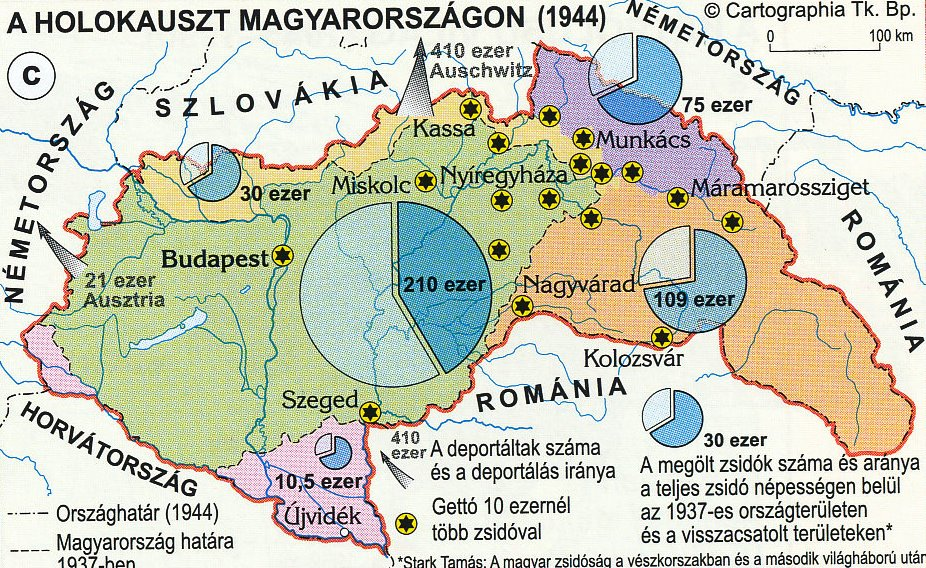 A HOLOKAUSZT MAGYARORSZÁGON (1944)
© Cartographia Tk. Bp.
0 100 km
C
NÉMETORSZÁG
SZLOVÁKIA
410 ezer
Auschwitz
NÉMETORSZÁG
75 ezer
Kassa
Munkács
30 ezer
Miskolc
Nyíregyháza
Máramarossziget
ROMÁNIA
Budapest
21 ezer
Ausztria
210 ezer
Nagyvárad
109 ezer
Kolozsvár
Szeged
ROMÁNIA
HORVÁTORSZÁG
10,5 ezer
Újvidék
410
ezer
A deportáltak száma
és a deportálás iránya
Gettó 10 ezernél
több zsidóval
30 ezer
A megölt zsidók száma és aránya
a teljes zsidó népességen belül
az 1937-es országterületen
és a visszacsatolt területeken*
Országhatár (1944)
Magyarország határa
1937-ben
*Stark Tamás: A magyar zsidóság a vészkorszakban és a második világháború után